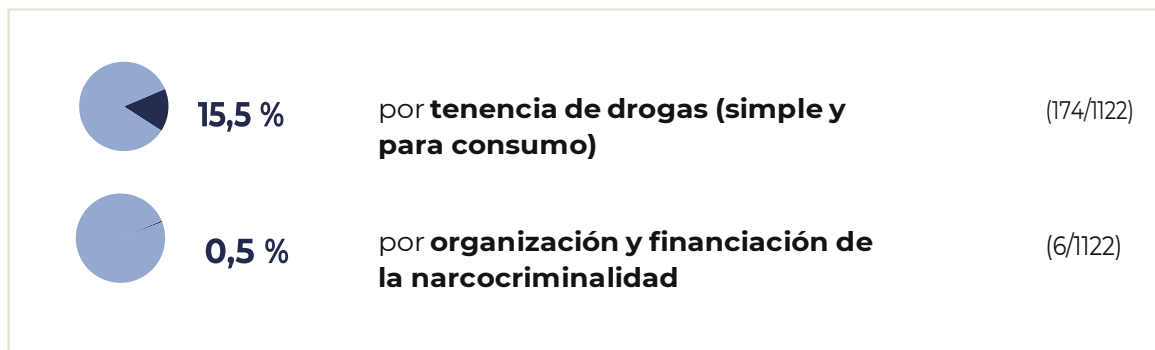 15,5 %
por tenencia de drogas (simple y
para consumo)
(174/1122)
0,5 %
por organización y financiación de
la narcocriminalidad
(6/1122)